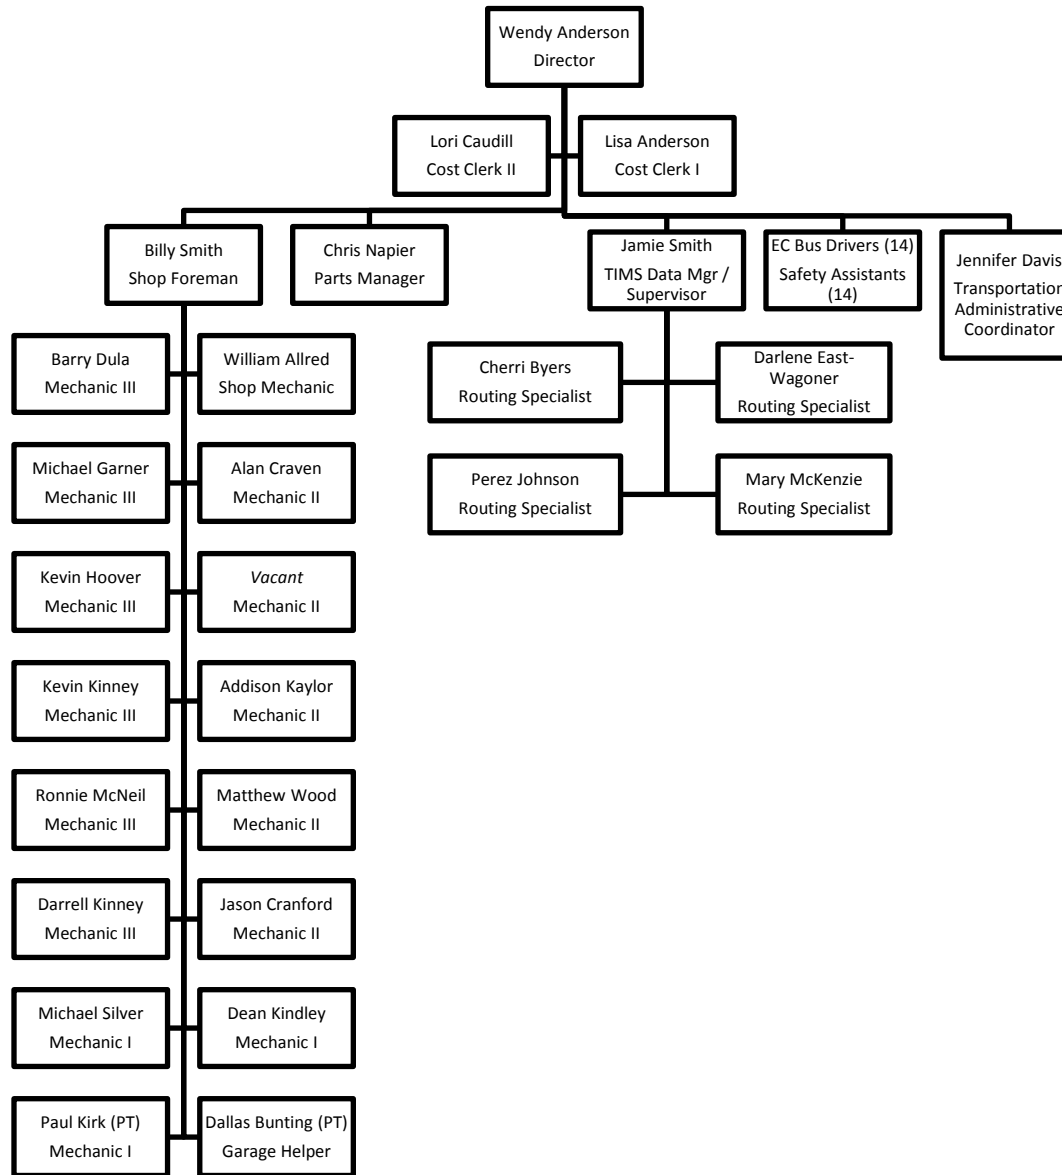 Wendy Anderson
Director
Lori Caudill
Cost Clerk II
Lisa Anderson
Cost Clerk I
Billy Smith
Shop Foreman
Chris Napier
Parts Manager
Jamie Smith
TIMS Data Mgr /
Supervisor
EC Bus Drivers (14)
Safety Assistants
(14)
Jennifer Davis
Transportation
Administrative
Coordinator
Barry Dula
Mechanic III
William Allred
Shop Mechanic
Michael Garner
Mechanic III
Alan Craven
Mechanic II
Kevin Hoover
Mechanic III
Vacant
Mechanic II
Kevin Kinney
Mechanic III
Addison Kaylor
Mechanic II
Ronnie McNeil
Mechanic III
Matthew Wood
Mechanic II
Darrell Kinney
Mechanic III
Jason Cranford
Mechanic II
Michael Silver
Mechanic I
Dean Kindley
Mechanic I
Paul Kirk (PT)
Mechanic I
Dallas Bunting (PT)
Garage Helper
Cherri Byers
Routing Specialist
Darlene East-
Wagoner
Routing Specialist
Perez Johnson
Routing Specialist
Mary McKenzie
Routing Specialist